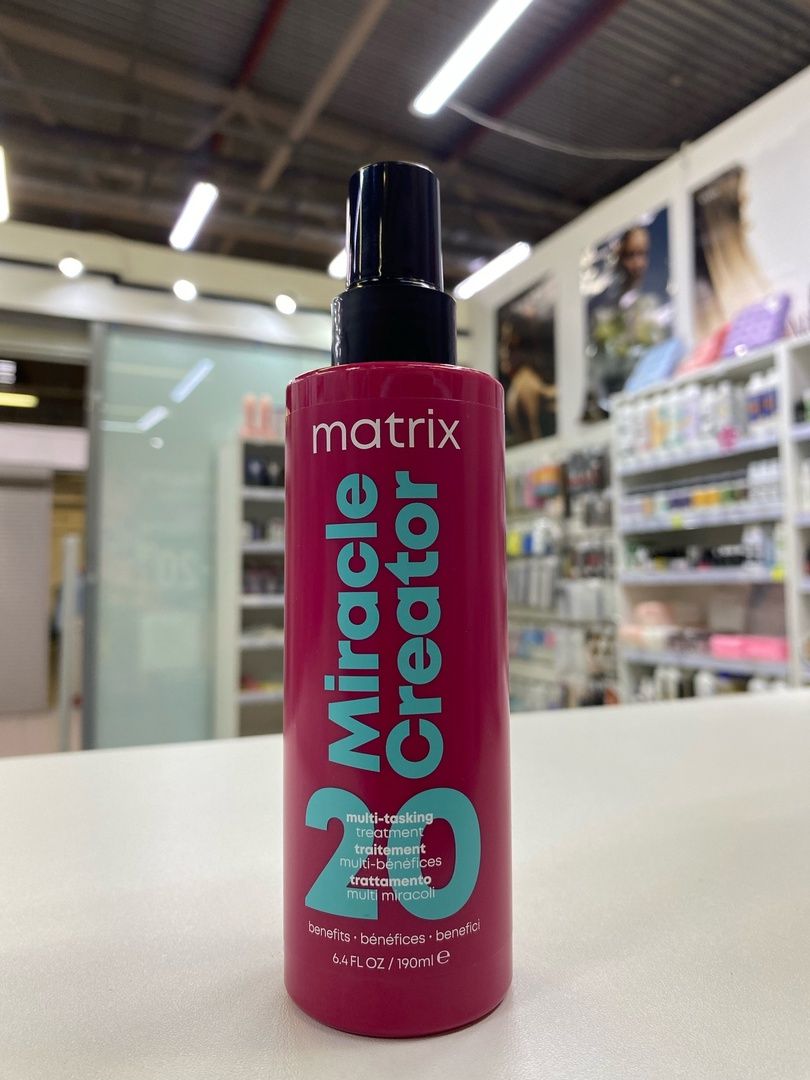 matrix
Miracle
Creator
20
multi-tasking
treatment
traitement
multi-bénéfices
trattamento
multi miracoli
benefits · bénéfices · benefici
6.4 FL OZ / 190ml ℮